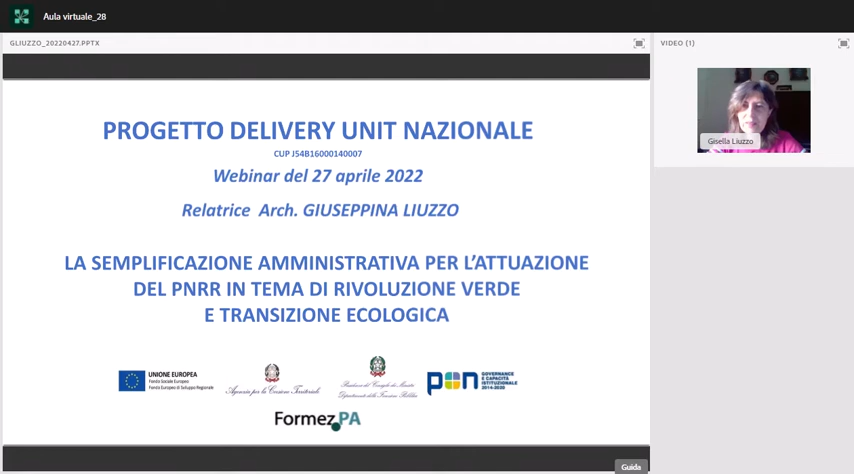 Aula virtuale_28
GLIUZZO_20220427.PPTX
VIDEO (1)
PROGETTO DELIVERY UNIT NAZIONALE
CUP J54B16000140007
Webinar del 27 aprile 2022
Relatrice Arch. GIUSEPPINA LIUZZO
LA SEMPLIFICAZIONE AMMINISTRATIVA PER L'ATTUAZIONE
DEL PNRR IN TEMA DI RIVOLUZIONE VERDE
E TRANSIZIONE ECOLOGICA
Gisella Liuzzo
UNIONE EUROPEA
Fondo Sociale Europeo
Fondo Europeo di Sviluppo Regionale
Agenzia per la Coesione Territoriale
Presidenza del Consiglio dei Ministri
Dipartimento della Funzione Pubblica
pon
GOVERNANCE
E CAPACITÀ
ISTITUZIONALE
2014-2020
Formez PA
Guida